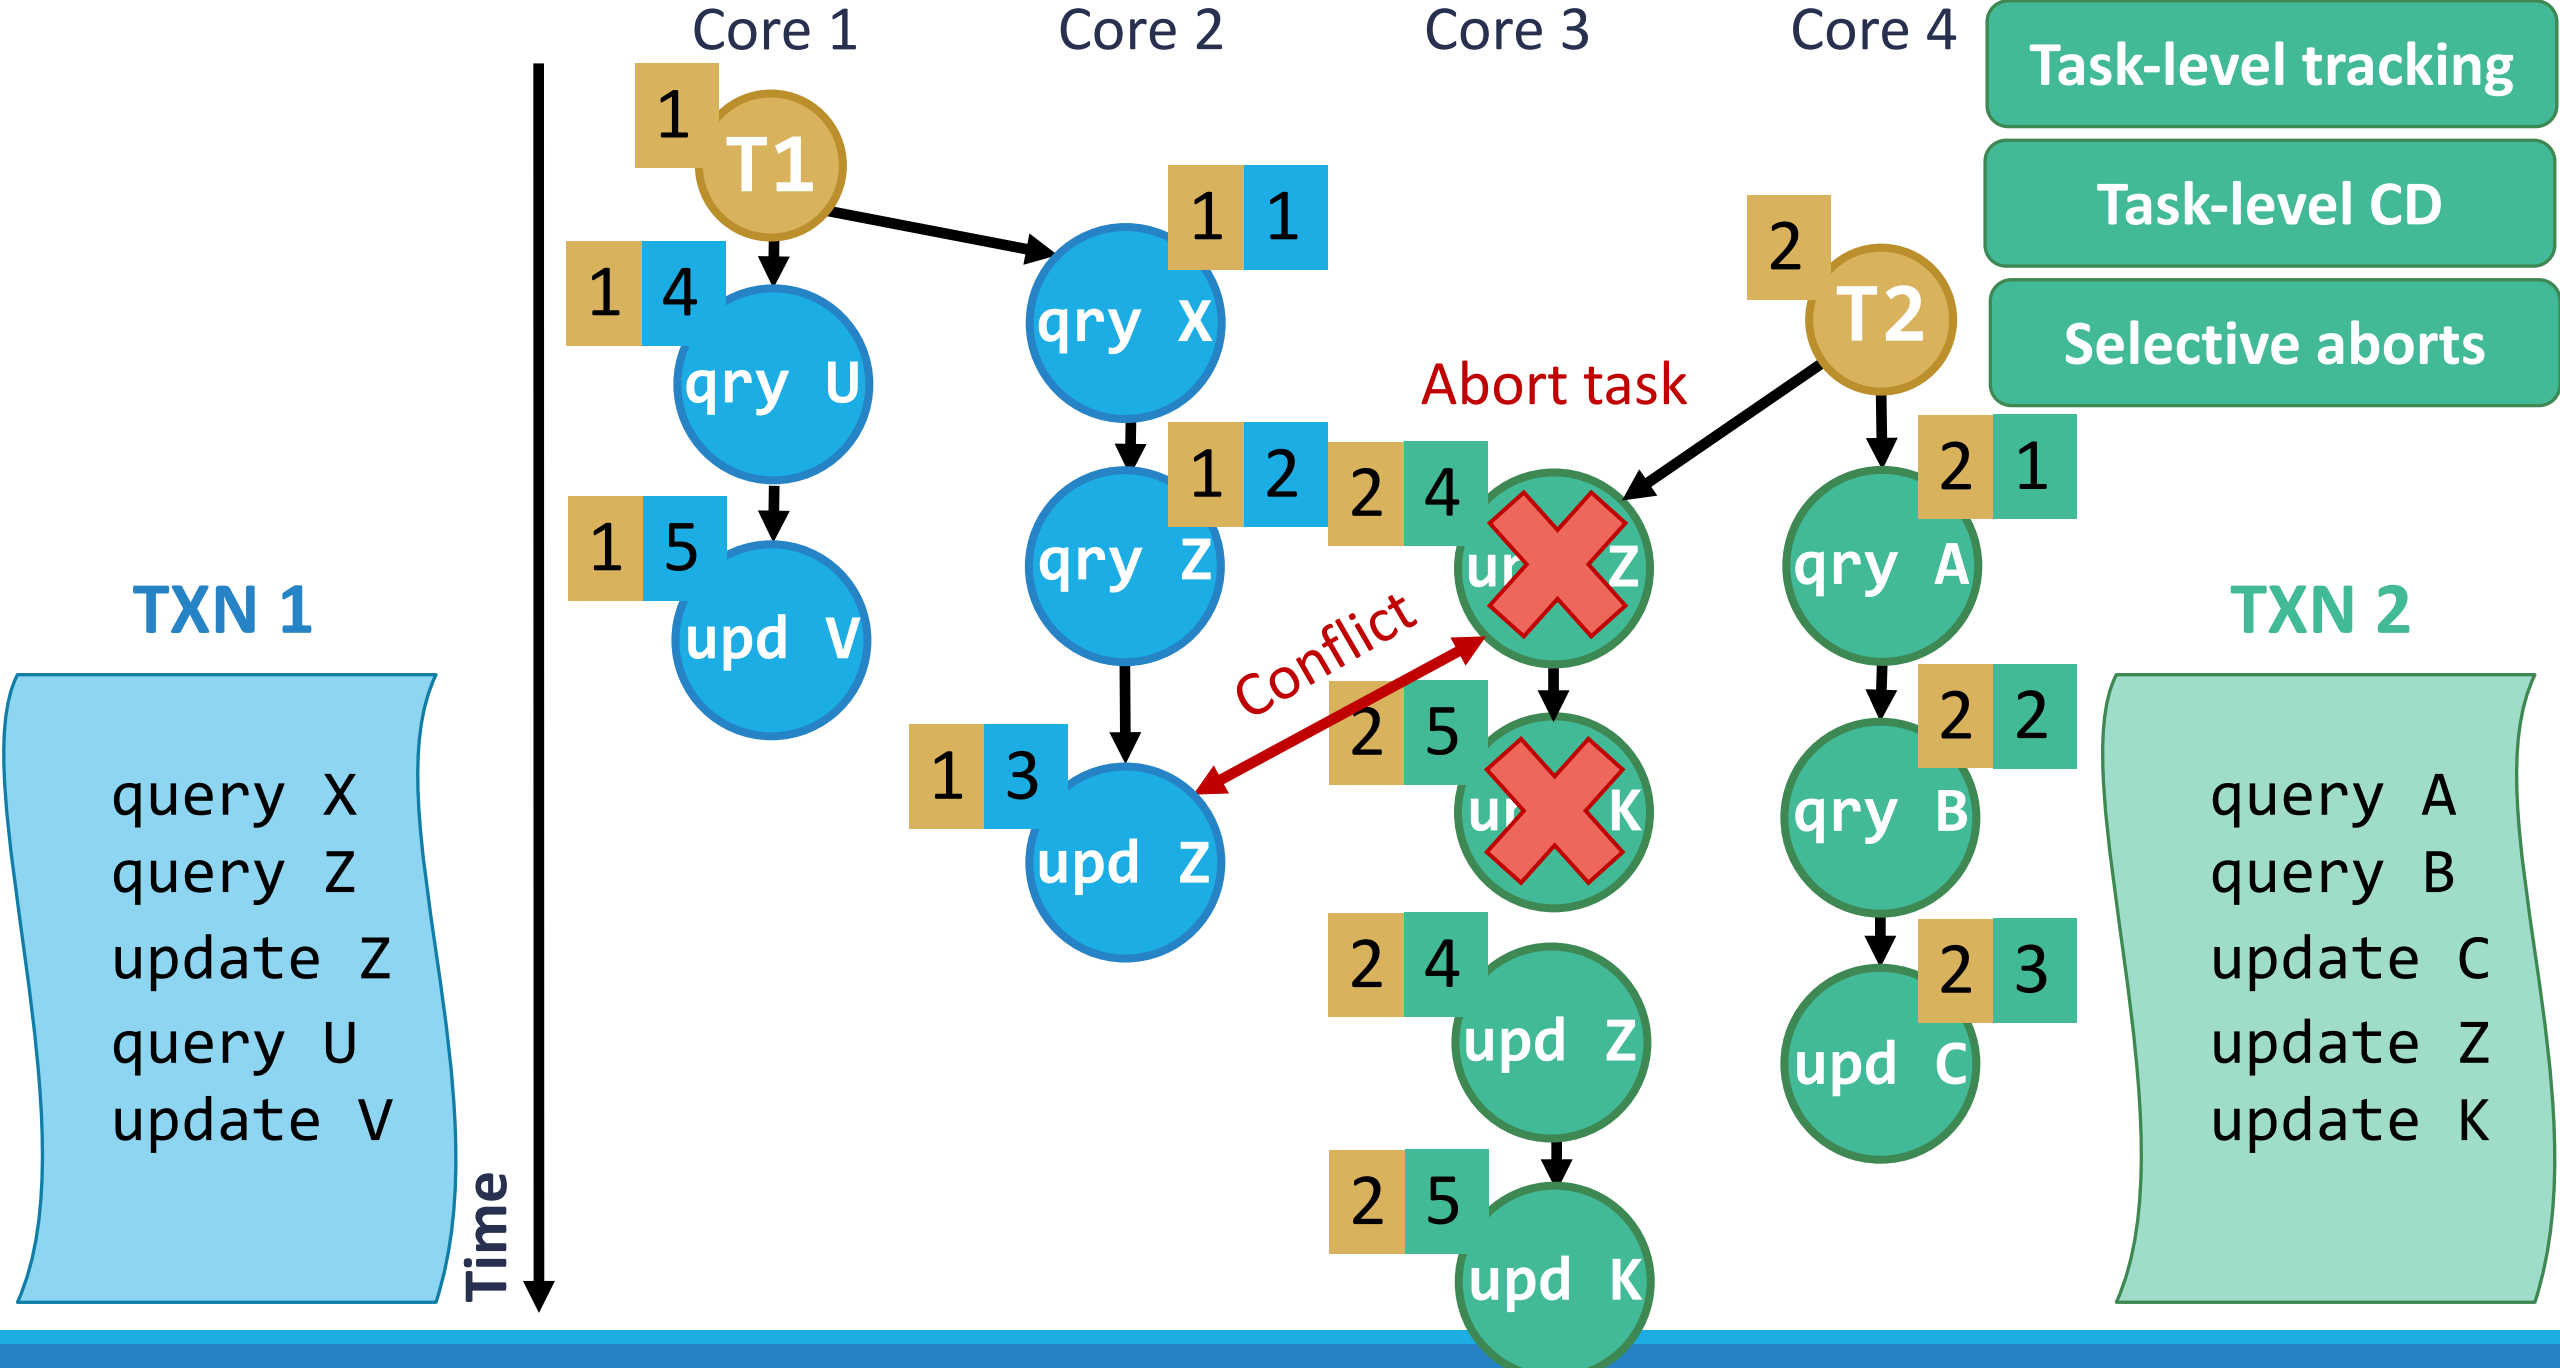 Core 1
Core 2
Core 3
Core 4
Task-level tracking
Task-level CD
Selective aborts
1
T1
1 1
qry X
1 4
qry U
2
T2
Abort task
1 2
qry Z
2 4
Z
2 1
qry A
1 5
upd V
Conflict
2 5
K
2 2
qry B
1 3
upd Z
2 4
upd Z
2 3
upd C
2 5
upd K
TXN 1
query X
query Z
update Z
query U
update V
Time
TXN 2
query A
query B
update C
update Z
update K